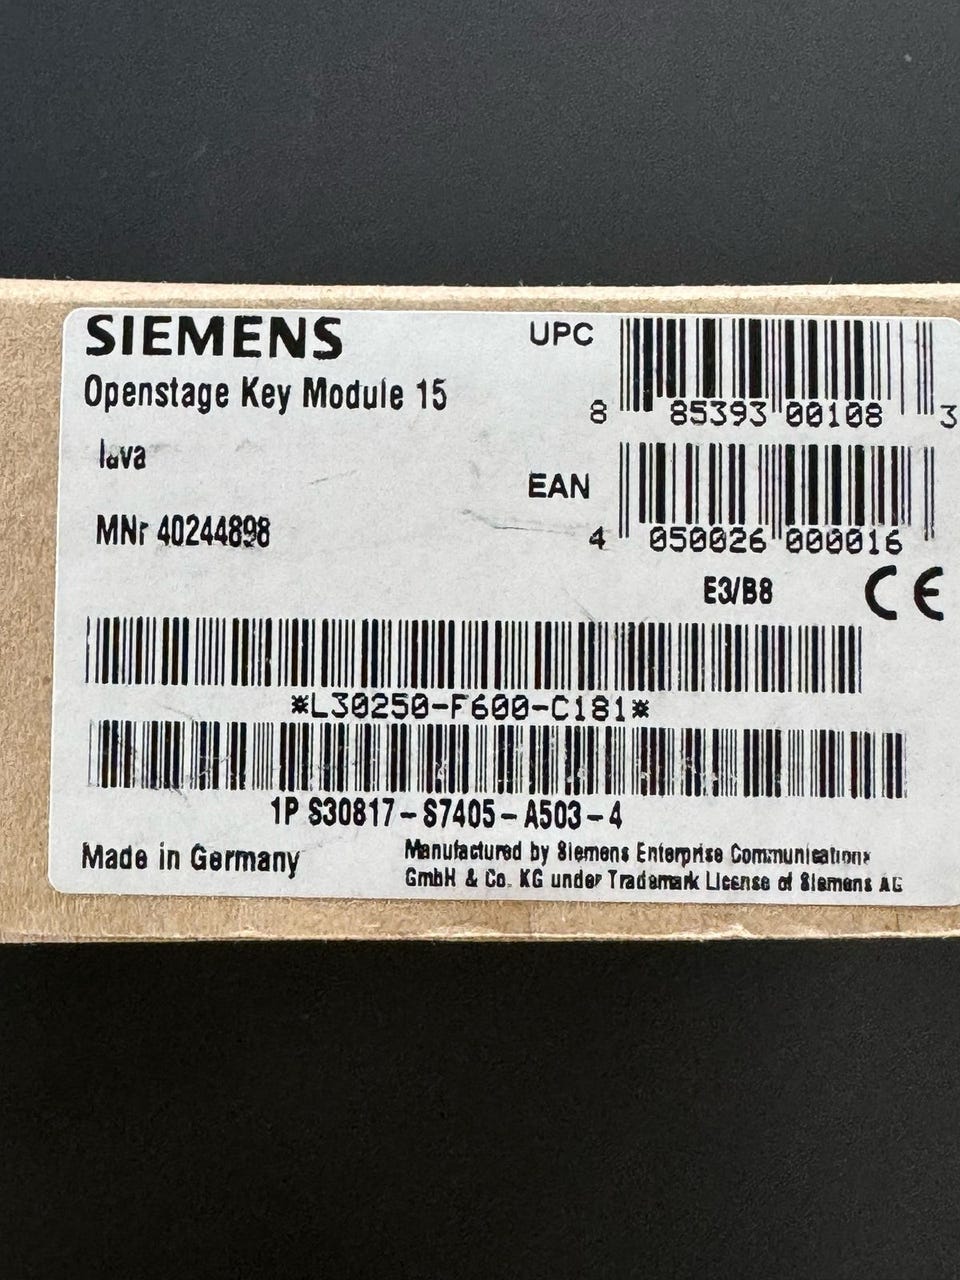 SIEMENS
Openstage Key Module 15
lava
MNr 40244898
UPC
8 85393 00108 3
EAN
4 050026 000016
E3/B8 CE
*L30250-F600-C181*
1P S30817-S7405-A503-4
Made in Germany
Manufactured by Siemens Enterprise Communications
GmbH & Co. KG under Trademark License of Siemens AG